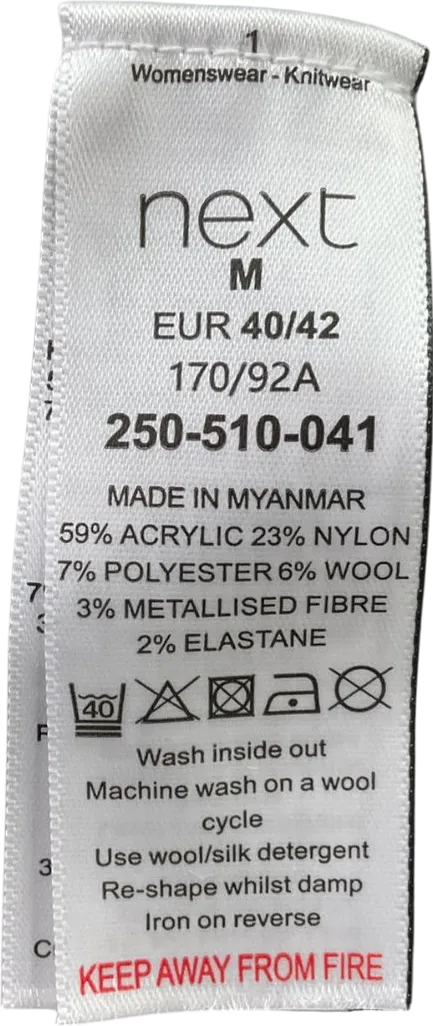 1
Womenswear - Knitwear
next
M
EUR 40/42
170/92A
250-510-041
MADE IN MYANMAR
59% ACRYLIC 23% NYLON
7% POLYESTER 6% WOOL
3% METALLISED FIBRE
2% ELASTANE
40
Wash inside out
Machine wash on a wool
cycle
Use wool/silk detergent
Re-shape whilst damp
Iron on reverse
KEEP AWAY FROM FIRE